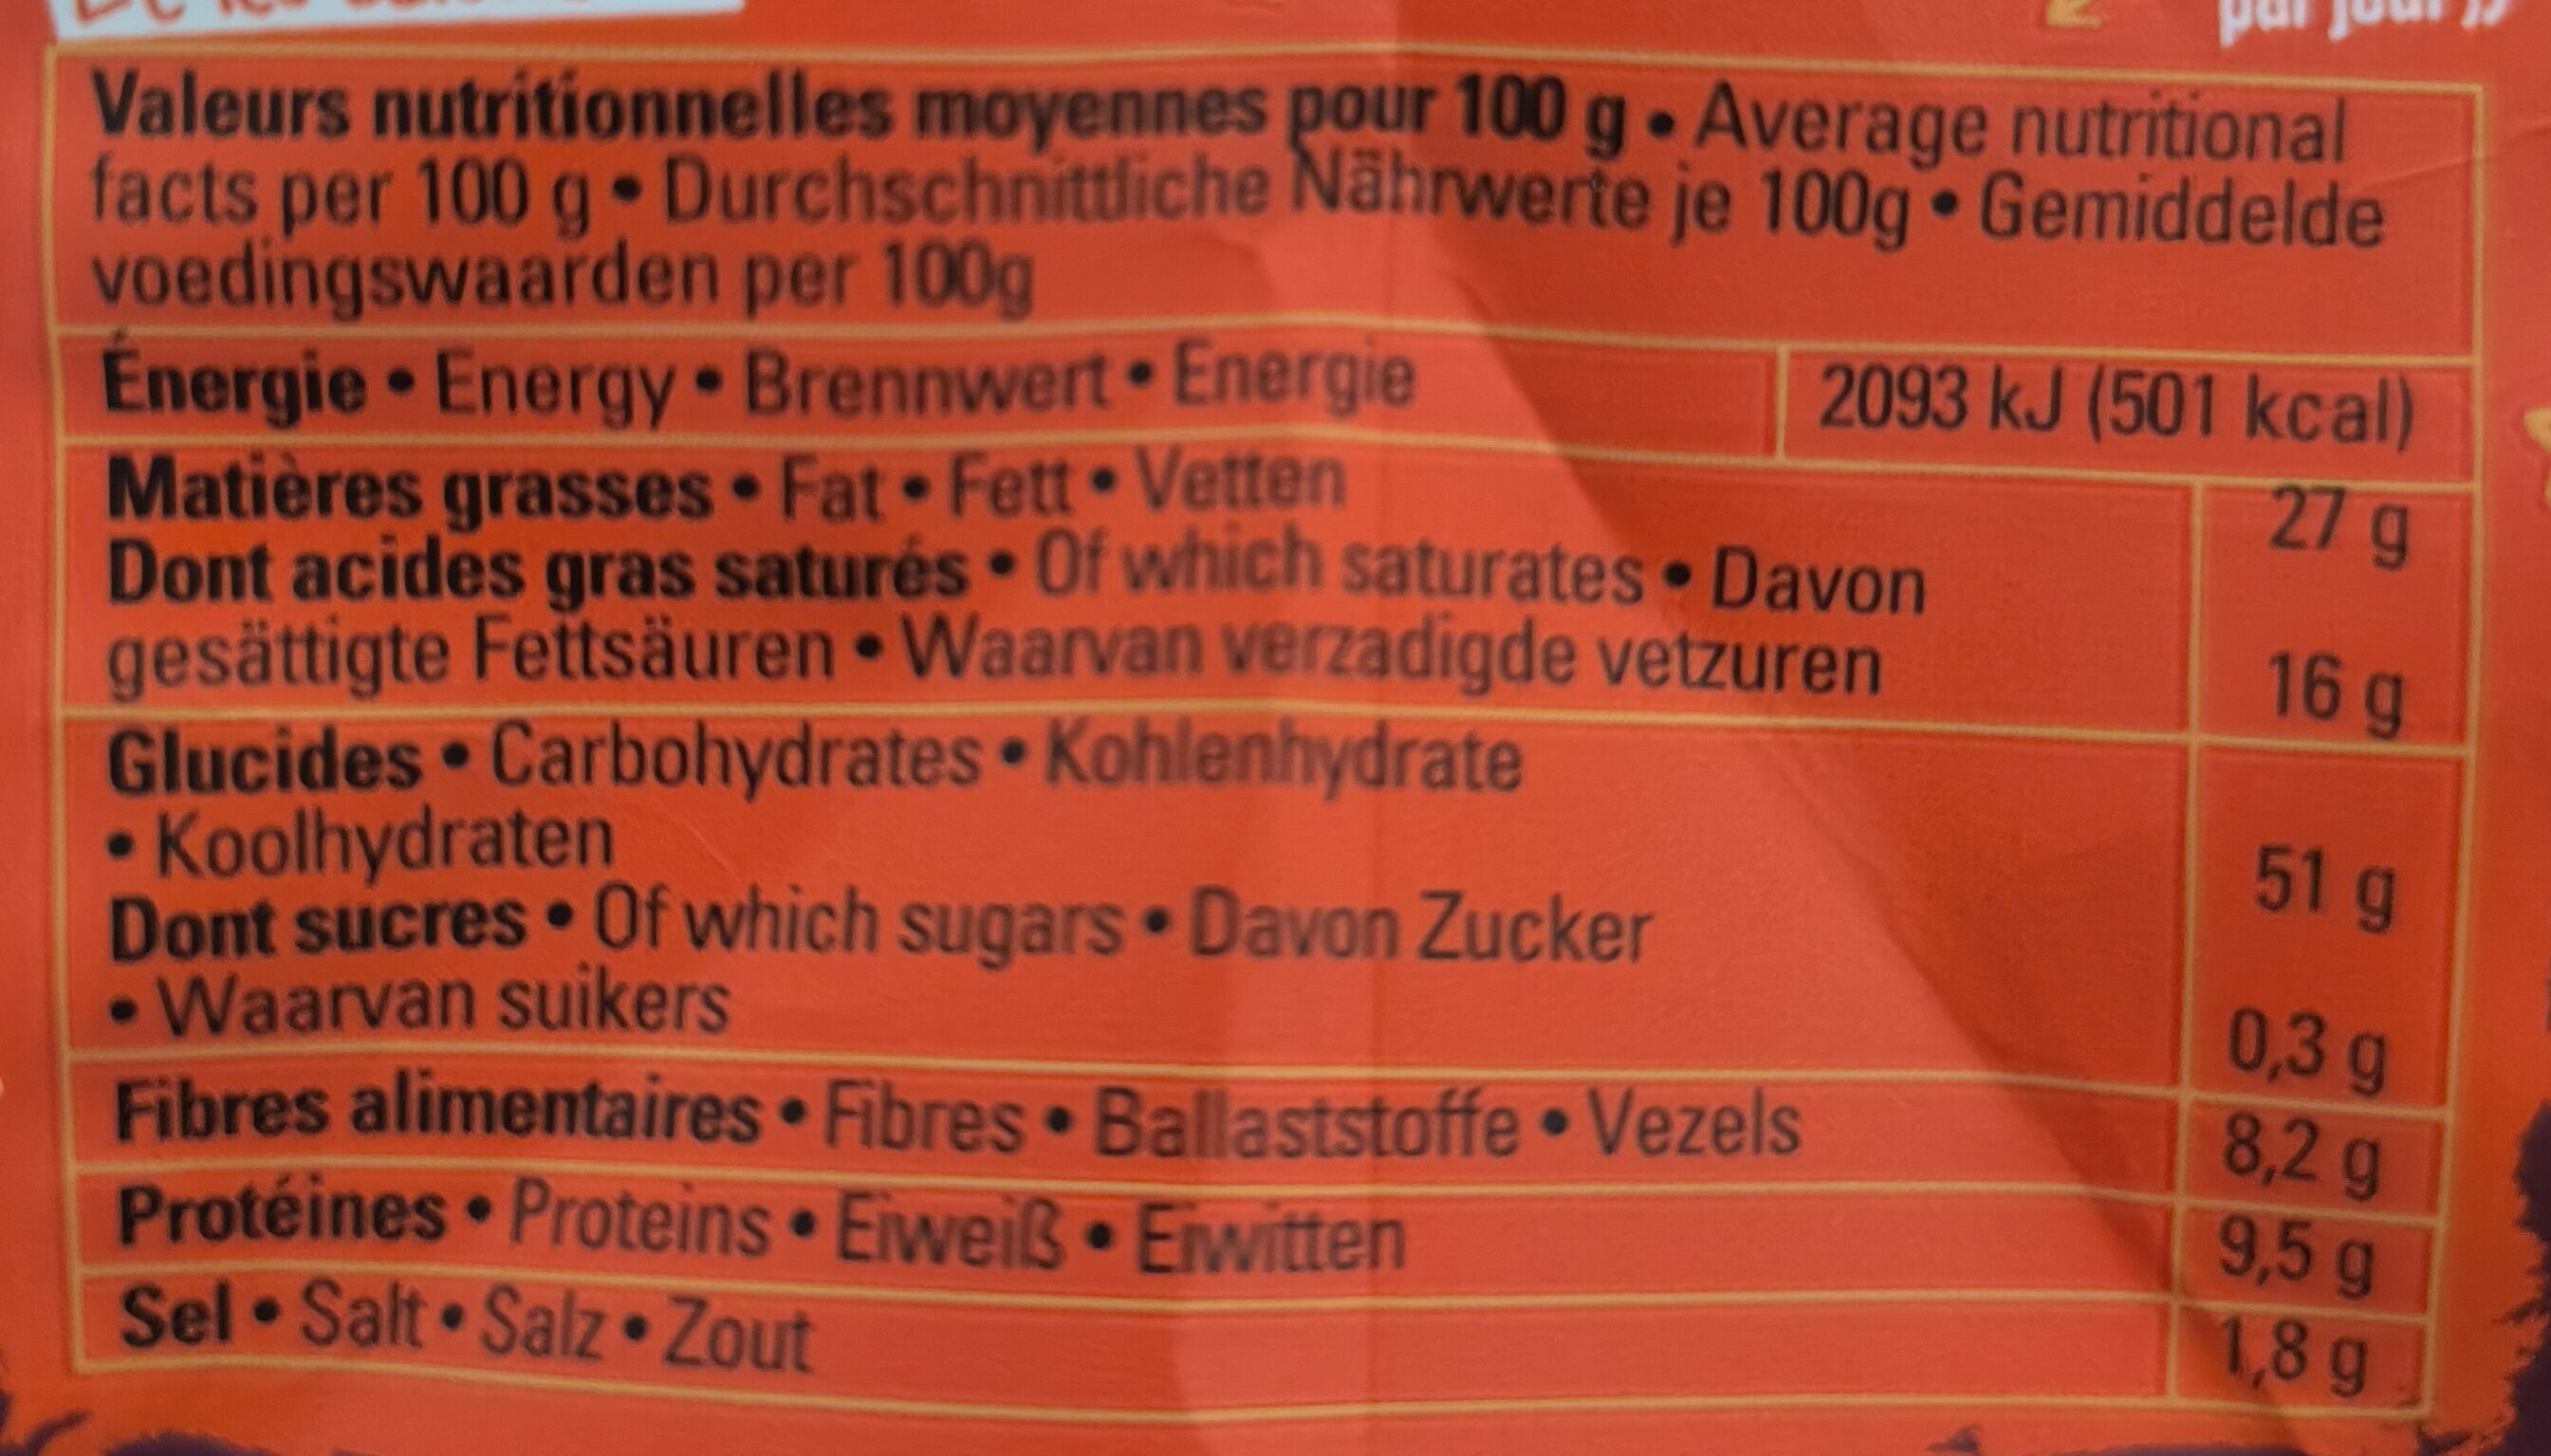 par jour »
Valeurs nutritionnelles moyennes pour 100 g • Average nutritional
facts per 100 g • Durchschnittliche Nährwerte je 100g • Gemiddelde
voedingswaarden per 100g
Énergie • Energy • Brennwert • Energie 2093 kJ (501 kcal)
Matières grasses • Fat • Fett • Vetten 27 g
Dont acides gras saturés • Of which saturates • Davon
gesättigte Fettsäuren • Waarvan verzadigde vetzuren 16 g
Glucides • Carbohydrates • Kohlenhydrate
• Koolhydraten 51 g
Dont sucres • Of which sugars • Davon Zucker
• Waarvan suikers 0,3 g
Fibres alimentaires • Fibres • Ballaststoffe • Vezels 8,2 g
Protéines • Proteins • Eiweiß • Eiwitten 9,5 g
Sel • Salt • Salz • Zout 1,8 g